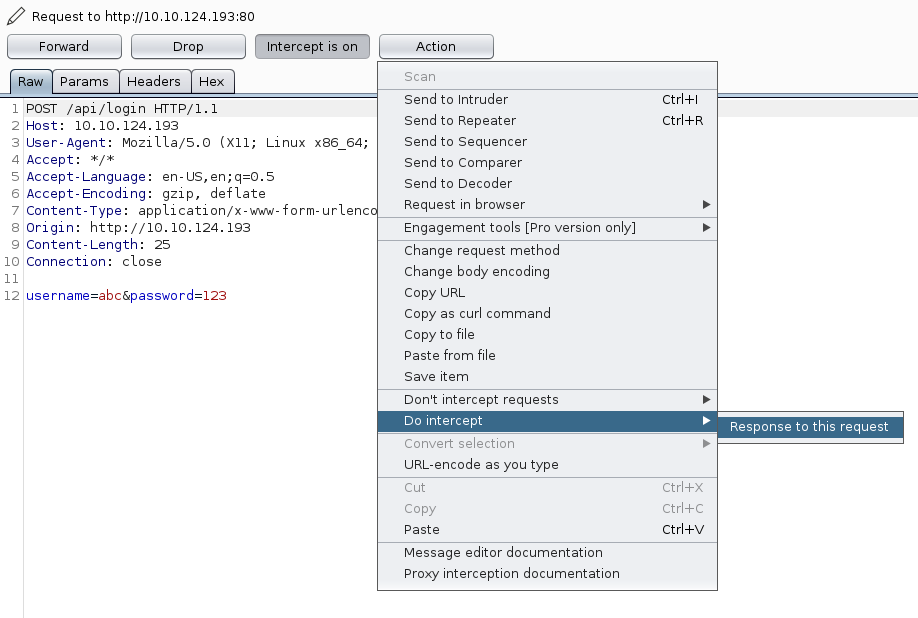 Request to http://10.10.124.193:80
Forward Drop Intercept is on Action
Raw Params Headers Hex
1 POST /api/login HTTP/1.1
2 Host: 10.10.124.193
3 User-Agent: Mozilla/5.0 (X11; Linux x86_64;
4 Accept: */*
5 Accept-Language: en-US,en;q=0.5
6 Accept-Encoding: gzip, deflate
7 Content-Type: application/x-www-form-urlenco
8 Origin: http://10.10.124.193
9 Content-Length: 25
10 Connection: close
11
12 username=abc&password=123
Scan
Send to Intruder Ctrl+I
Send to Repeater Ctrl+R
Send to Sequencer
Send to Comparer
Send to Decoder
Request in browser
Engagement tools [Pro version only]
Change request method
Change body encoding
Copy URL
Copy as curl command
Copy to file
Paste from file
Save item
Don't intercept requests
Do intercept
Response to this request
Convert selection
URL-encode as you type
Cut Ctrl+X
Copy Ctrl+C
Paste Ctrl+V
Message editor documentation
Proxy interception documentation